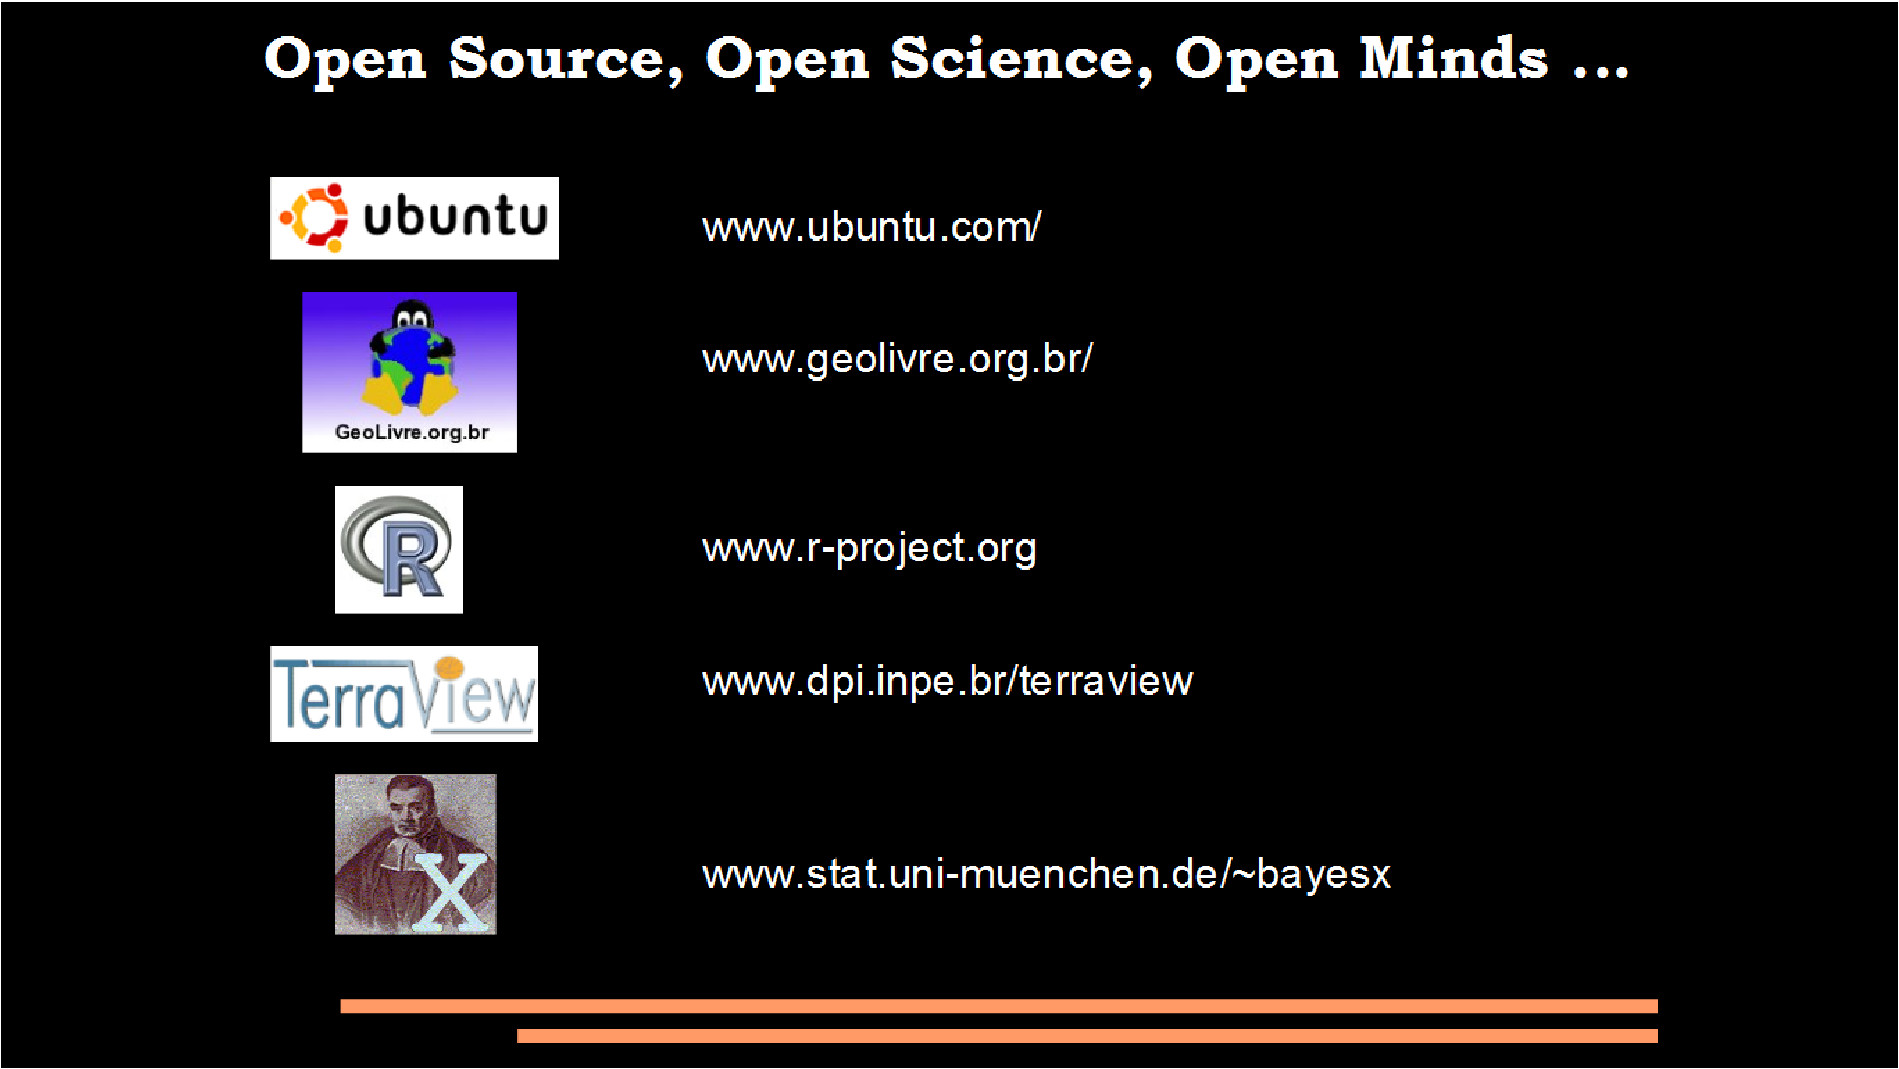 Open Source, Open Science, Open Minds ...
ubuntu
www.ubuntu.com/
GeoLivre.org.br
www.geolivre.org.br/
R
www.r-project.org
TerraView
www.dpi.inpe.br/terraview
X
www.stat.uni-muenchen.de/~bayesx